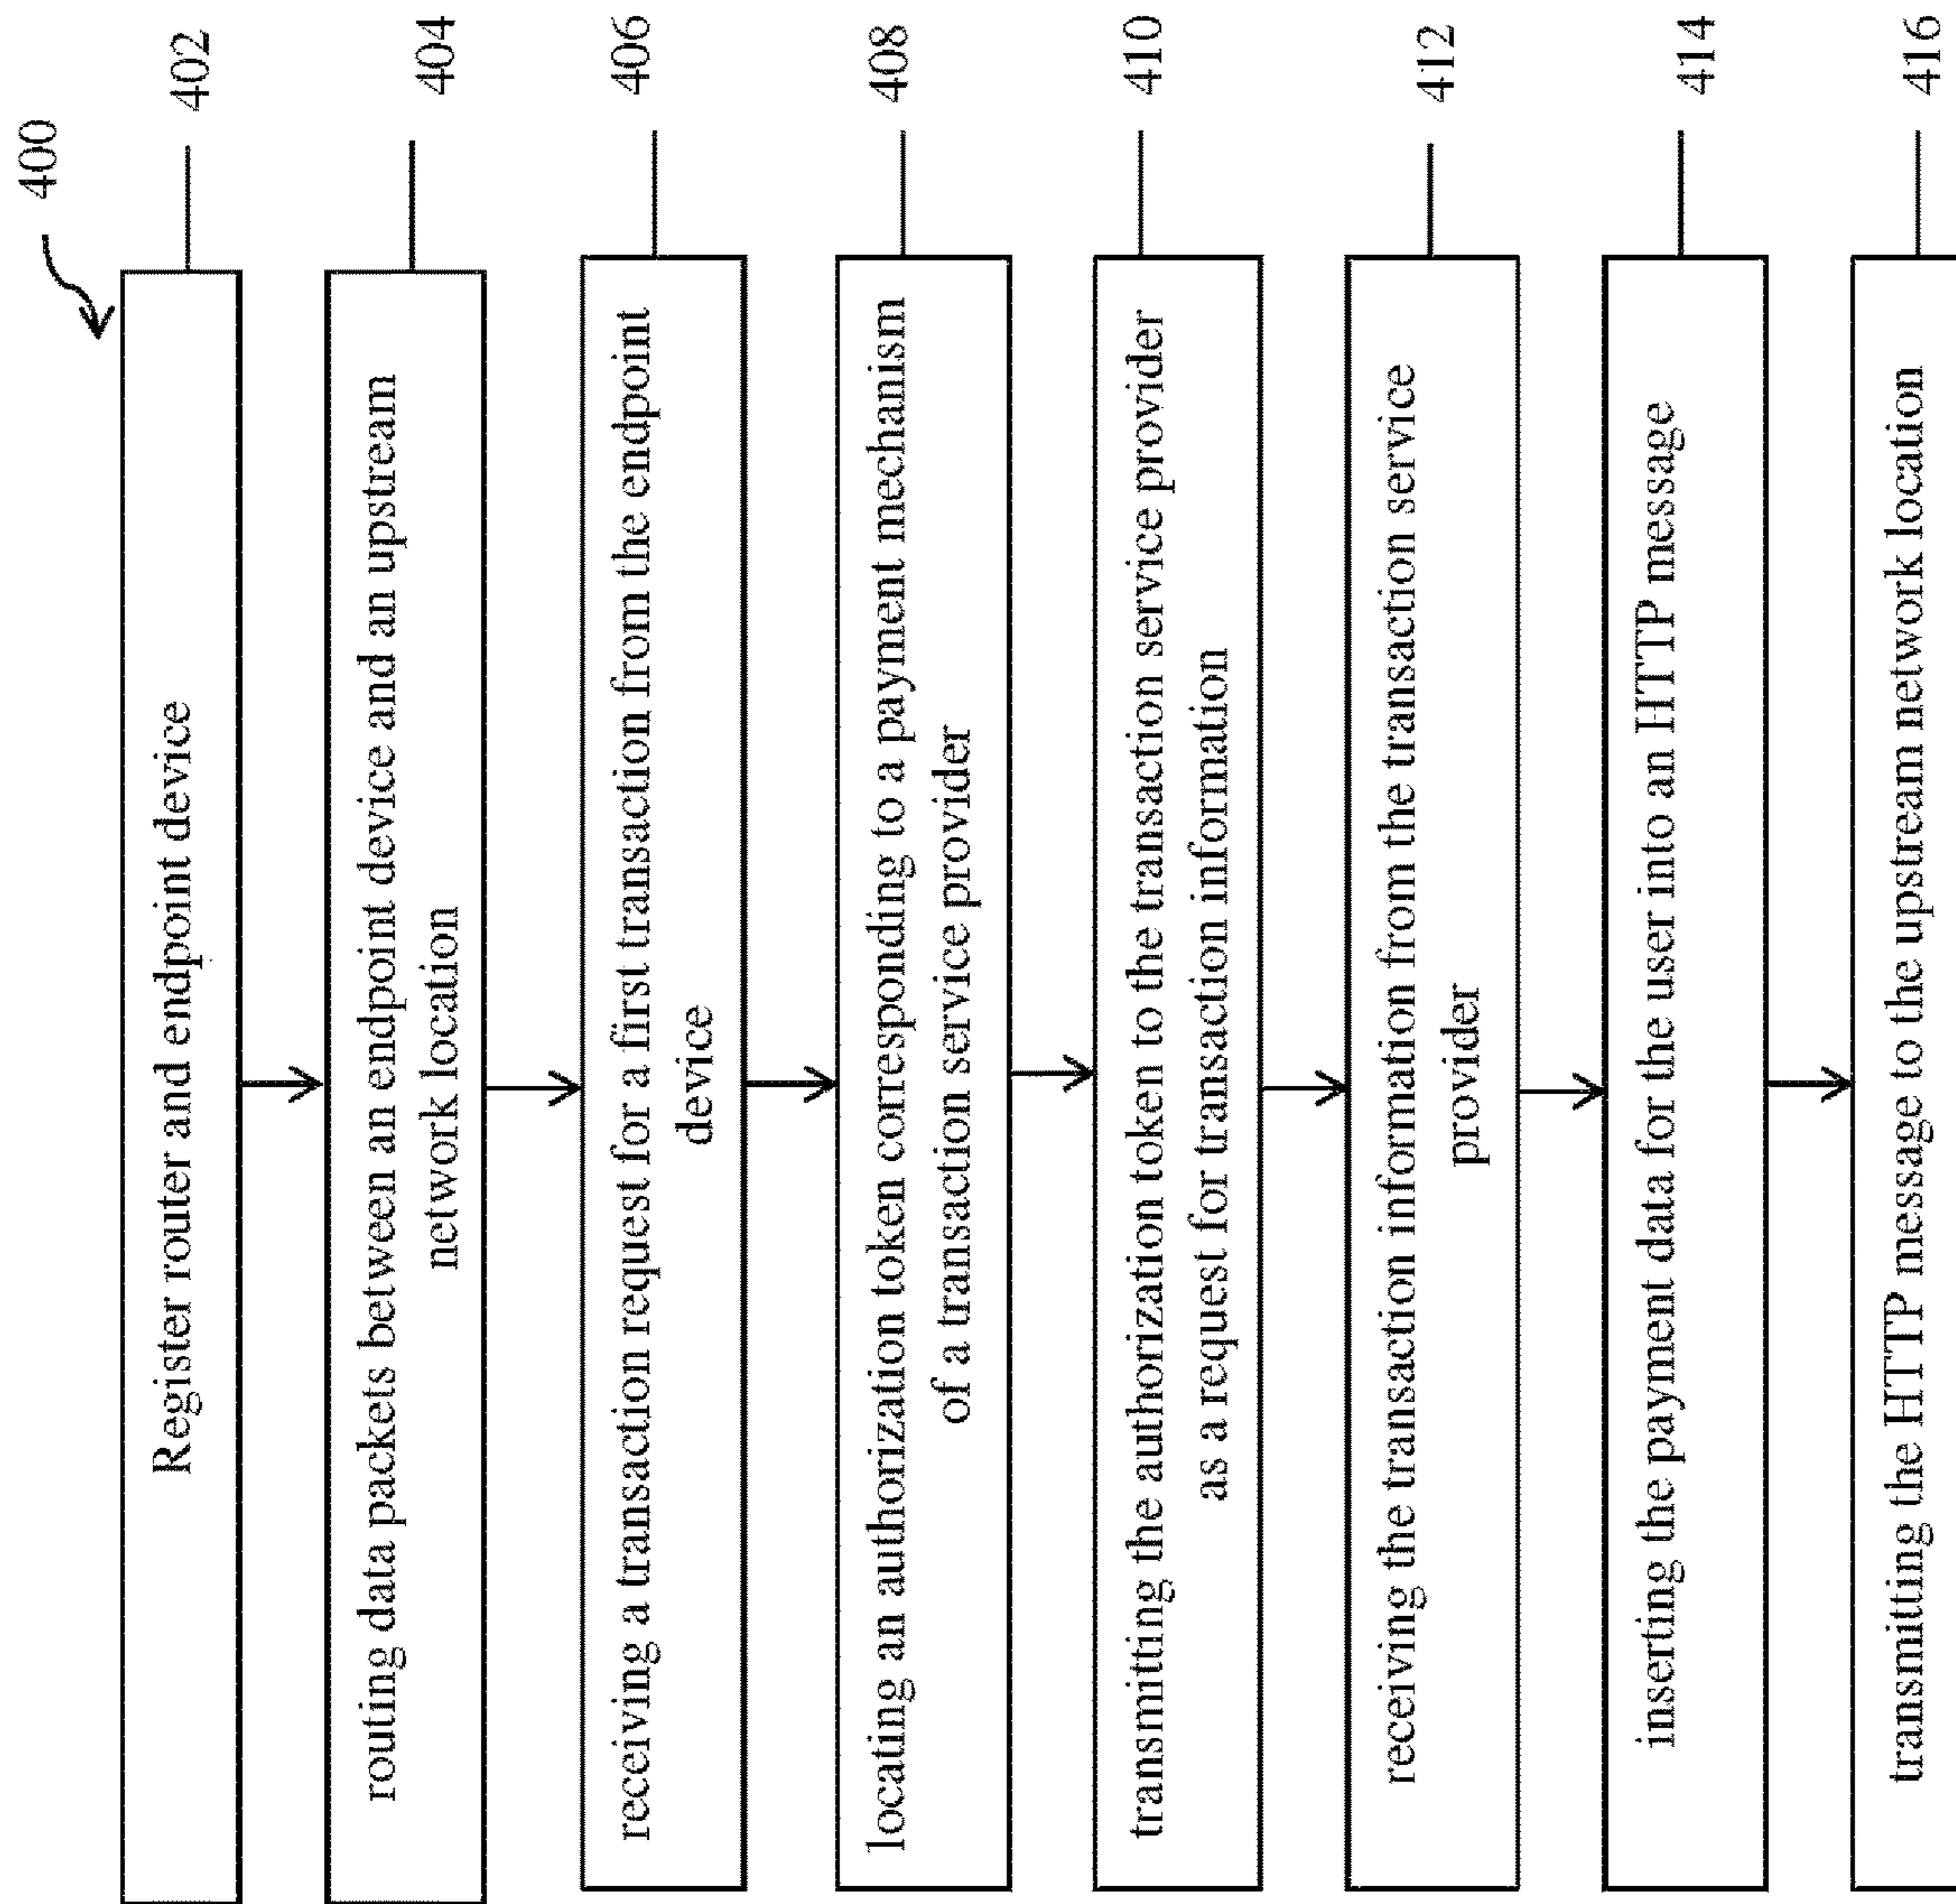 400
Register router and endpoint device
402
routing data packets between an endpoint device and an upstream
network location
404
receiving a transaction request for a first transaction from the endpoint
device
406
locating an authorization token corresponding to a payment mechanism
of a transaction service provider
408
transmitting the authorization token to the transaction service provider
as a request for transaction information
410
receiving the transaction information from the transaction service
provider
412
inserting the payment data for the user into an HTTP message
414
transmitting the HTTP message to the upstream network location
416